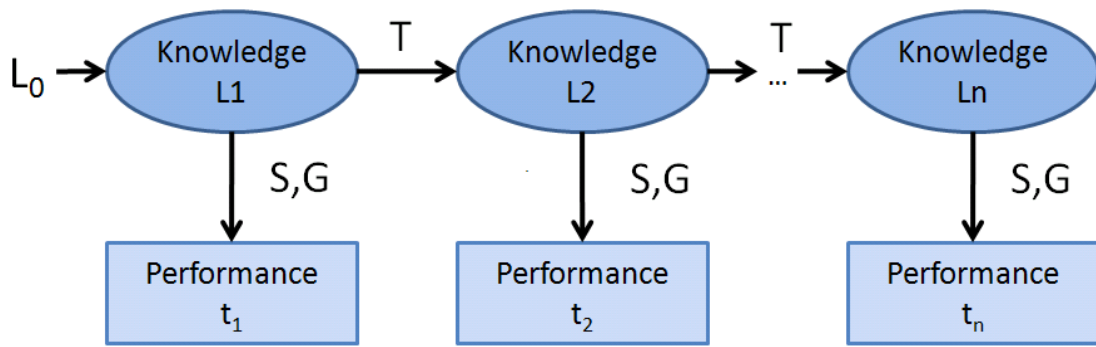 L₀
Knowledge
L1
T
Knowledge
L2
T
...
Knowledge
Ln
S,G
S,G
S,G
Performance
t₁
Performance
t₂
Performance
tₙ